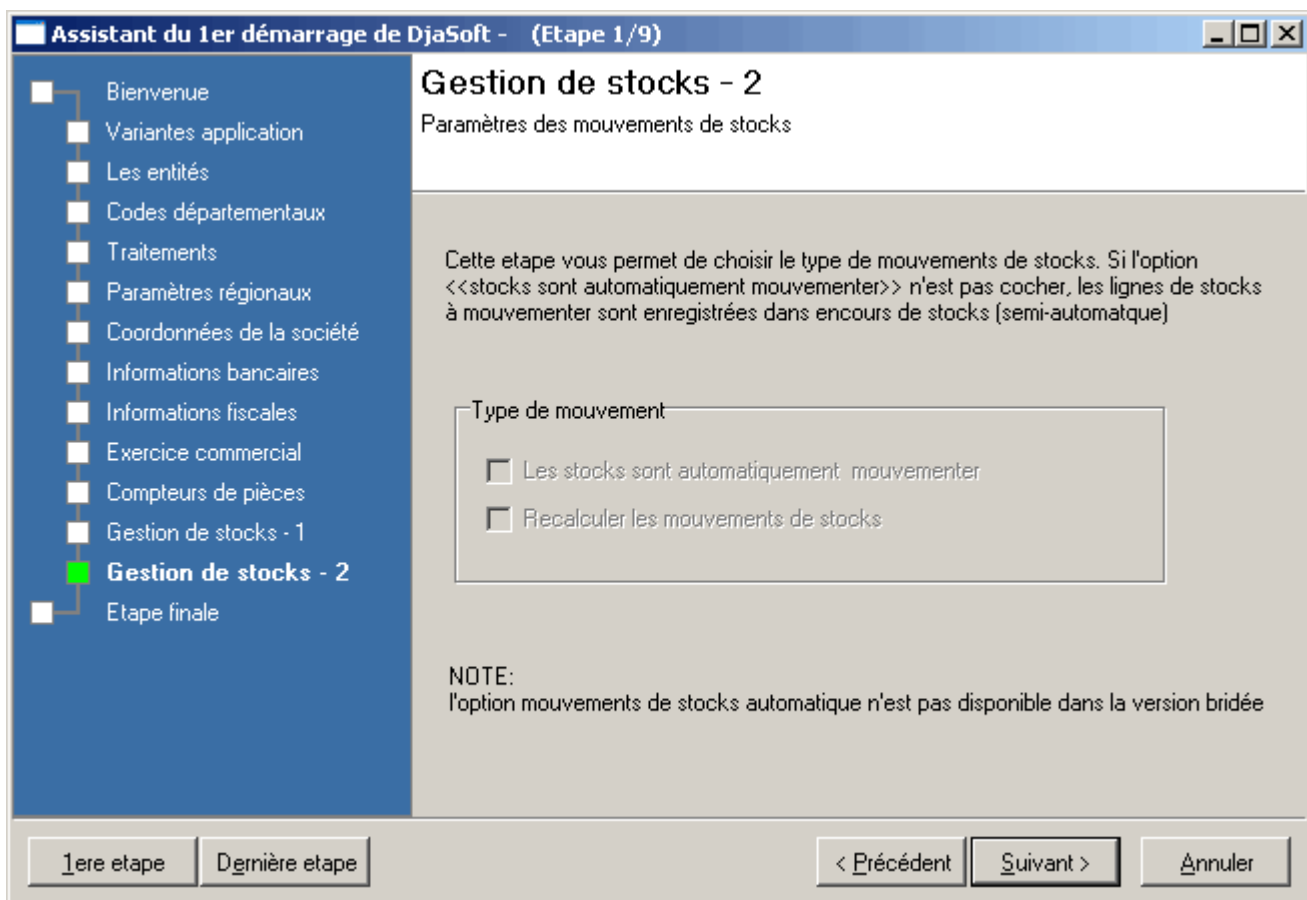 Assistant du 1er démarrage de DjaSoft - (Etape 1/9)
Bienvenue
Variantes application
Les entités
Codes départementaux
Traitements
Paramètres régionaux
Coordonnées de la société
Informations bancaires
Informations fiscales
Exercice commercial
Compteurs de pièces
Gestion de stocks - 1
Gestion de stocks - 2
Etape finale
Gestion de stocks - 2
Paramètres des mouvements de stocks
Cette etape vous permet de choisir le type de mouvements de stocks. Si l'option
<<stocks sont automatiquement mouvementer>> n'est pas cocher, les lignes de stocks
à mouvementer sont enregistrées dans encours de stocks (semi-automatque)
Type de mouvement
Les stocks sont automatiquement mouvementer
Recalculer les mouvements de stocks
NOTE:
l'option mouvements de stocks automatique n'est pas disponible dans la version bridée
1ere etape
Dernière etape
< Précédent
Suivant >
Annuler